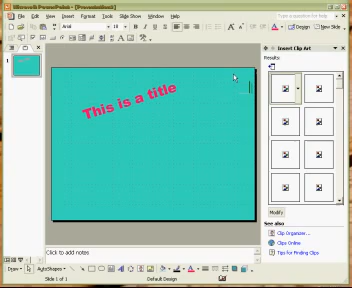 Microsoft PowerPoint - [Presentation1]
File Edit View Insert Format Tools Slide Show Window Help
Type a question for help
Arial
18
B I U S
Design
New Slide
1
This is a title
Insert Clip Art
Results:
Modify
See also
Clip Organizer...
Clips Online
Tips for Finding Clips
Click to add notes
Draw
AutoShapes
Slide 1 of 1
Default Design